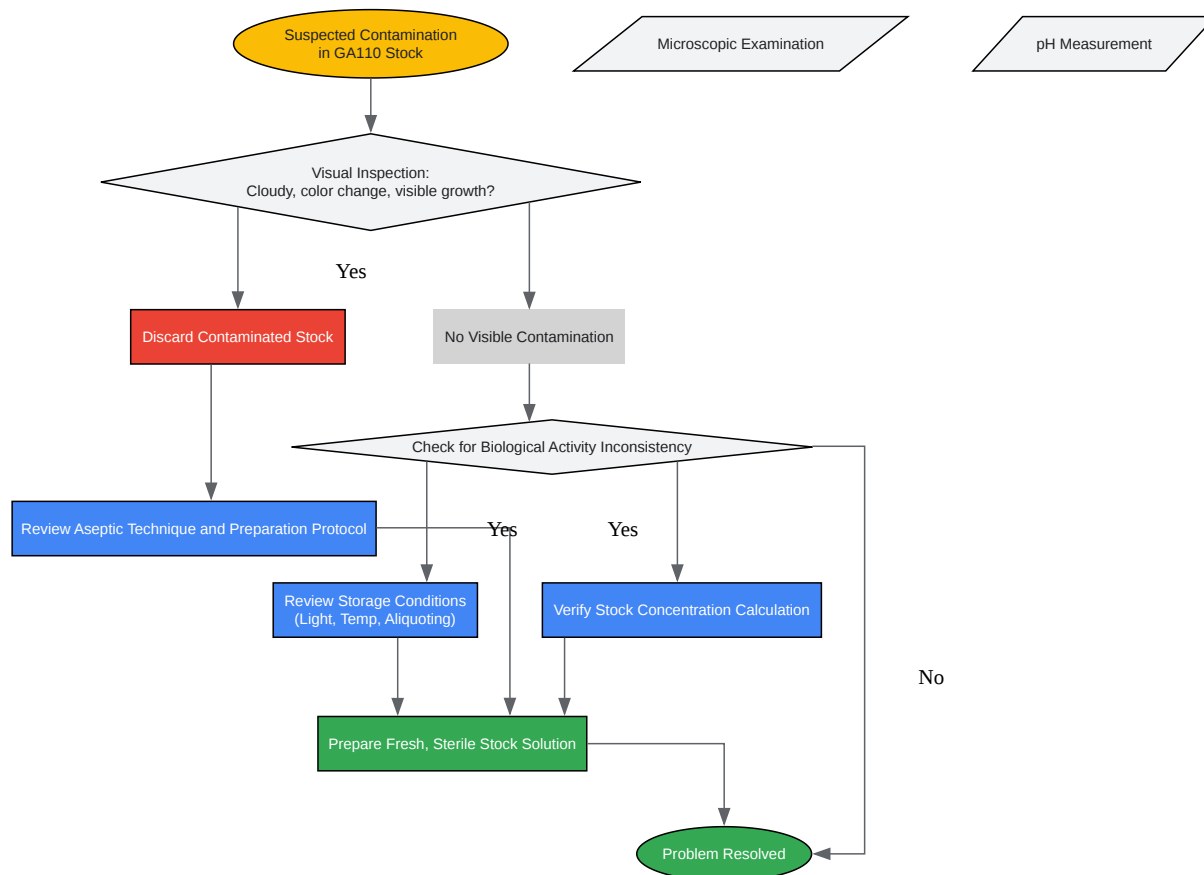 Suspected Contamination
in GA110 Stock
Microscopic Examination
pH Measurement
Visual Inspection:
Cloudy, color change, visible growth?
Yes
Discard Contaminated Stock
No Visible Contamination
Check for Biological Activity Inconsistency
Review Aseptic Technique and Preparation Protocol
Yes
Yes
Review Storage Conditions
(Light, Temp, Aliquoting)
Verify Stock Concentration Calculation
No
Prepare Fresh, Sterile Stock Solution
Problem Resolved